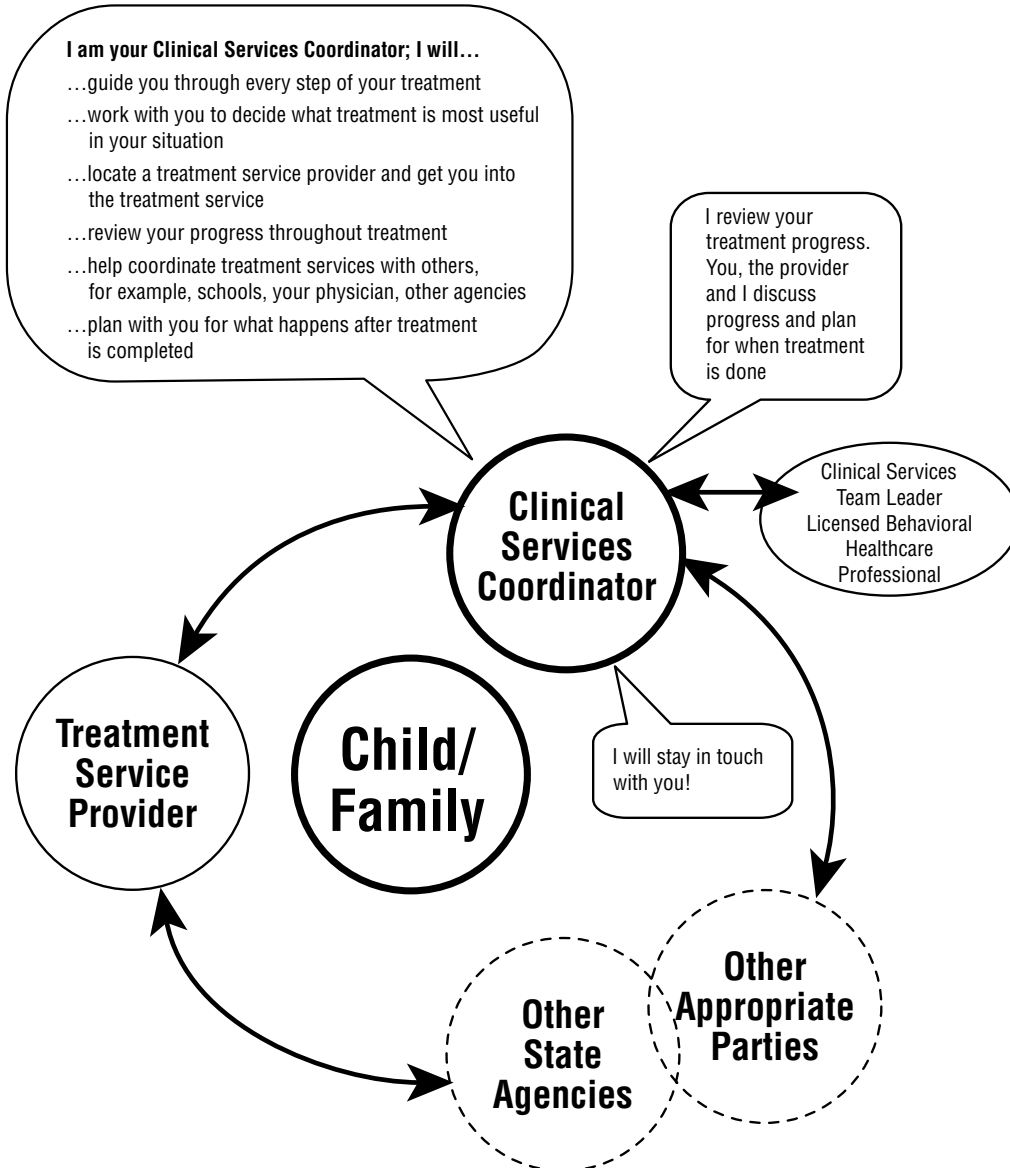 I am your Clinical Services Coordinator; I will…
…guide you through every step of your treatment
…work with you to decide what treatment is most useful
in your situation
…locate a treatment service provider and get you into
the treatment service
…review your progress throughout treatment
…help coordinate treatment services with others,
for example, schools, your physician, other agencies
…plan with you for what happens after treatment
is completed
I review your
treatment progress.
You, the provider
and I discuss
progress and plan
for when treatment
is done
Clinical
Services
Coordinator
Clinical Services
Team Leader
Licensed Behavioral
Healthcare
Professional
Treatment
Service
Provider
Child/
Family
I will stay in touch
with you!
Other
State
Agencies
Other
Appropriate
Parties